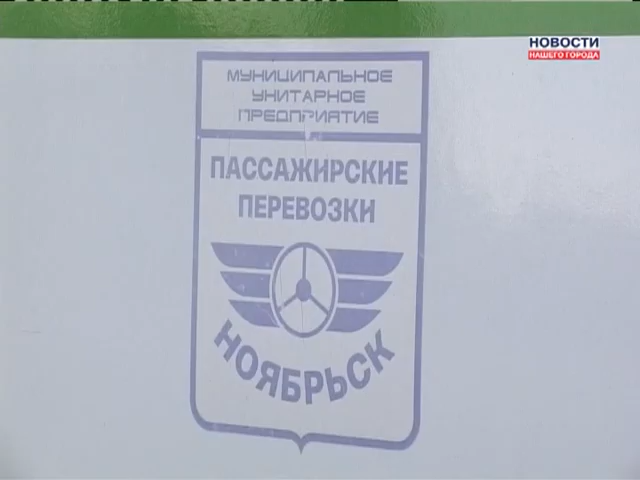 НОВОСТИ
НАШЕГО ГОРОДА
МУНИЦИПАЛЬНОЕ
УНИТАРНОЕ
ПРЕДПРИЯТИЕ
ПАССАЖИРСКИЕ
ПЕРЕВОЗКИ
НОЯБРЬСК